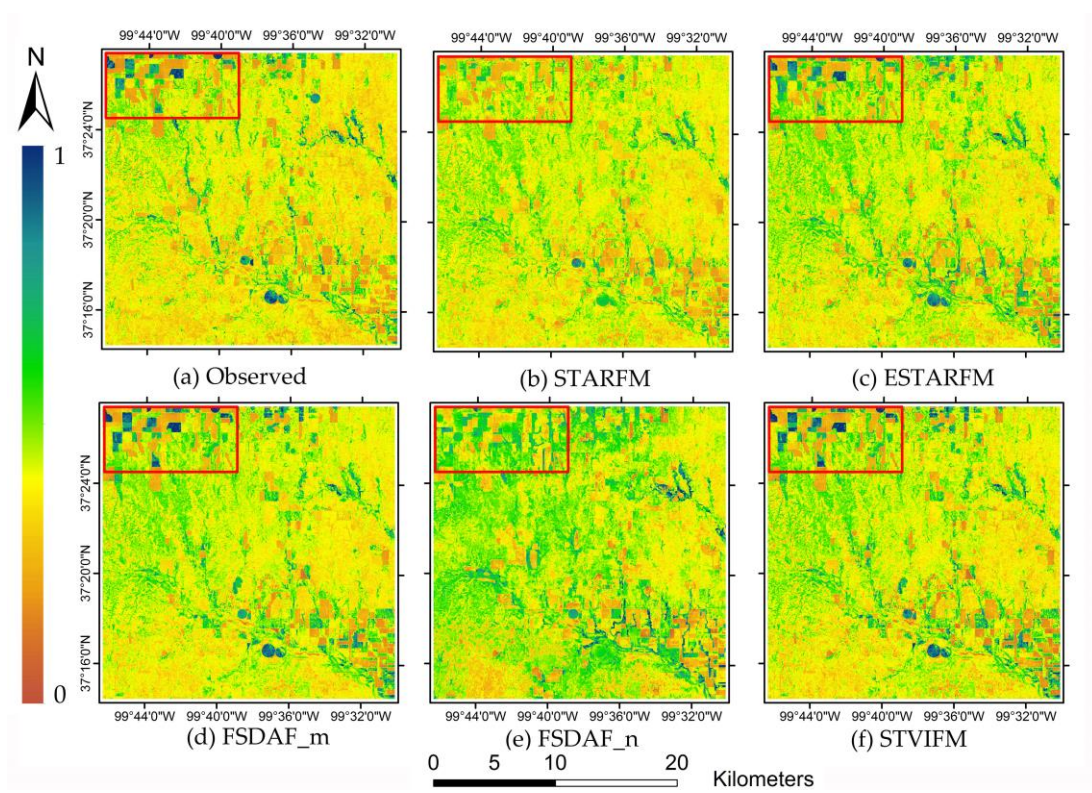 99°44'0"W 99°40'0"W 99°36'0"W 99°32'0"W 99°44'0"W 99°40'0"W 99°36'0"W 99°32'0"W 99°44'0"W 99°40'0"W 99°36'0"W 99°32'0"W
N
37°24'0"N
1
37°20'0"N
37°16'0"N
(a) Observed (b) STARFM (c) ESTARFM
37°24'0"N
37°20'0"N
37°16'0"N
0
99°44'0"W 99°40'0"W 99°36'0"W 99°32'0"W 99°44'0"W 99°40'0"W 99°36'0"W 99°32'0"W 99°44'0"W 99°40'0"W 99°36'0"W 99°32'0"W
(d) FSDAF_m (e) FSDAF_n (f) STVIFM
0 5 10 20
Kilometers